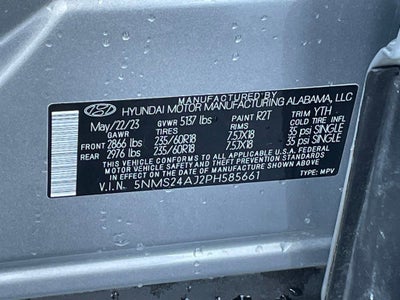 MANUFACTURED BY
HYUNDAI MOTOR MANUFACTURING ALABAMA, LLC
May/22/23 GVWR 5137 lbs PAINT R2T TRIM YTH
GAWR TIRES RIMS COLD TIRE INFL
FRONT 2866 lbs 235/60R18 7.5JX18 35 psi SINGLE
REAR 2976 lbs 235/60R18 7.5JX18 35 psi SINGLE
THIS VEHICLE CONFORMS TO ALL APPLICABLE FEDERAL MOTOR
VEHICLE SAFETY AND THEFT PREVENTION STANDARDS IN
EFFECT ON THE DATE OF MANUFACTURE SHOWN ABOVE.
V.I.N. 5NMS24AJ2PH585661 TYPE: MPV